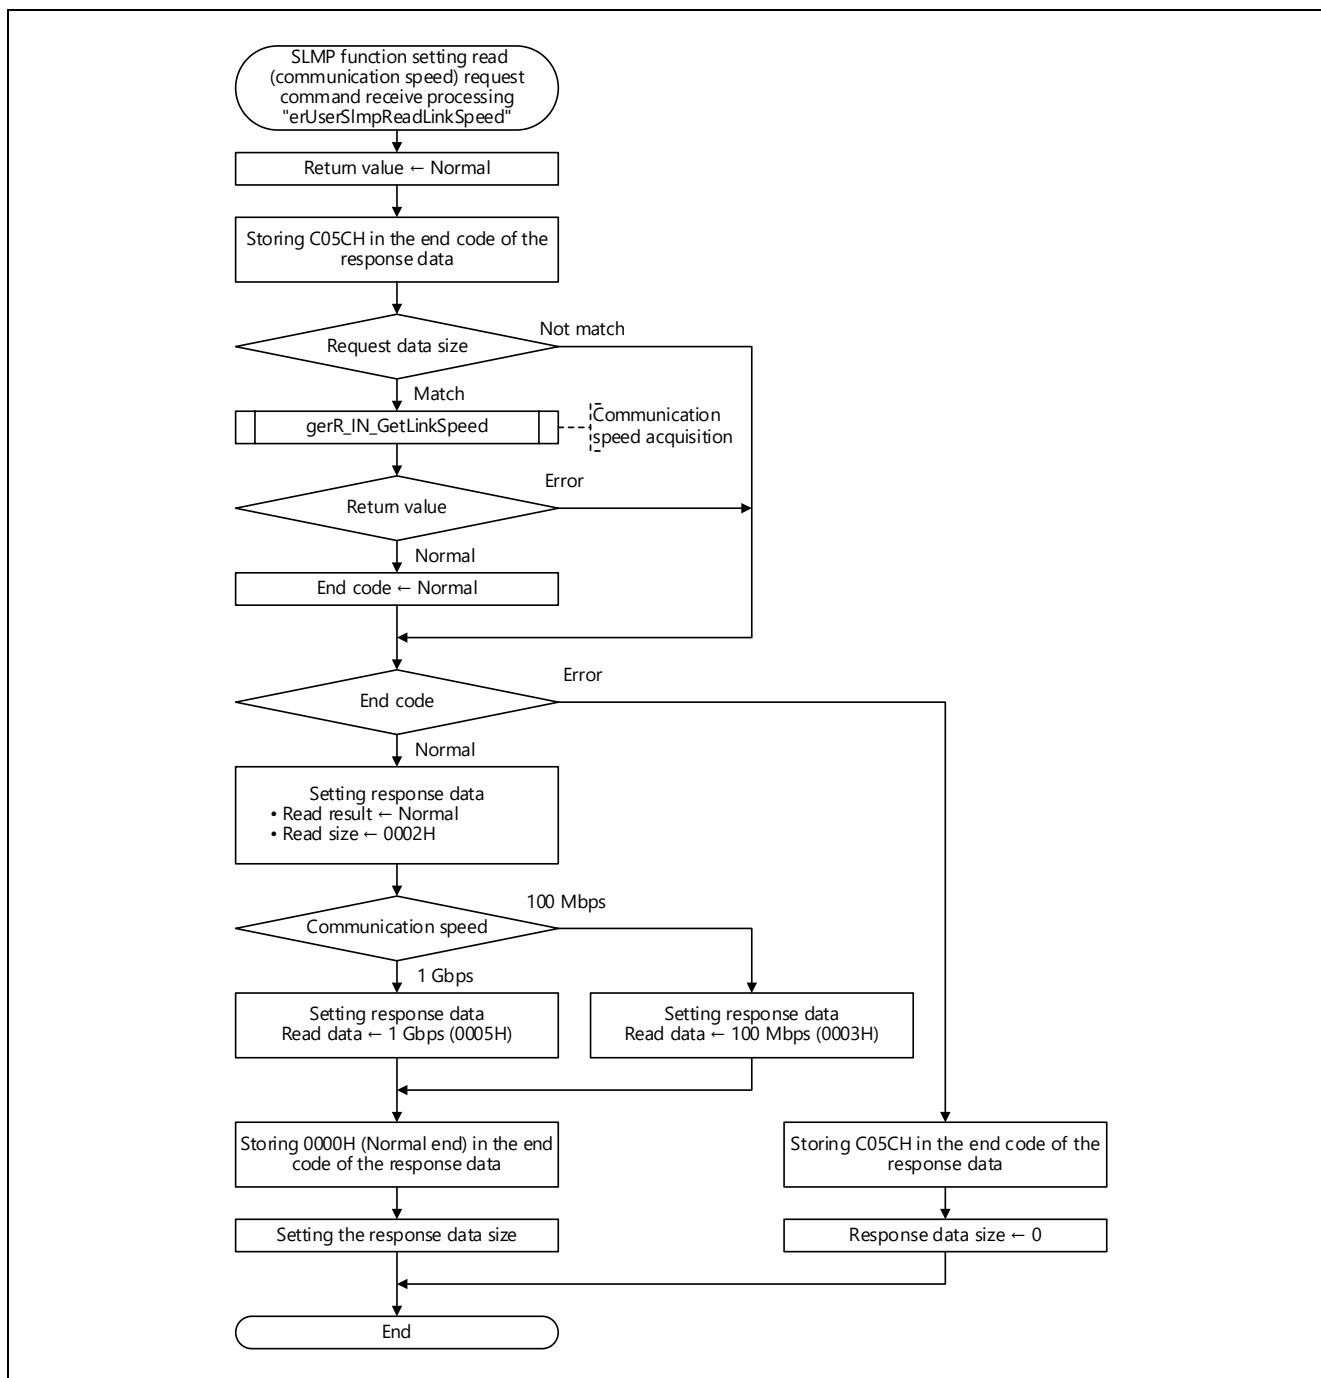 SLMP function setting read
(communication speed) request
command receive processing
"erUserSlmpReadLinkSpeed"
Return value ← Normal
Storing C05CH in the end code of the
response data
Not match
Request data size
Match
gerR_IN_GetLinkSpeed
Communication
speed acquisition
Error
Return value
Normal
End code ← Normal
Error
End code
Normal
Setting response data
• Read result ← Normal
• Read size ← 0002H
100 Mbps
Communication speed
1 Gbps
Setting response data
Read data ← 1 Gbps (0005H)
Setting response data
Read data ← 100 Mbps (0003H)
Storing 0000H (Normal end) in the end
code of the response data
Storing C05CH in the end code of the
response data
Setting the response data size
Response data size ← 0
End